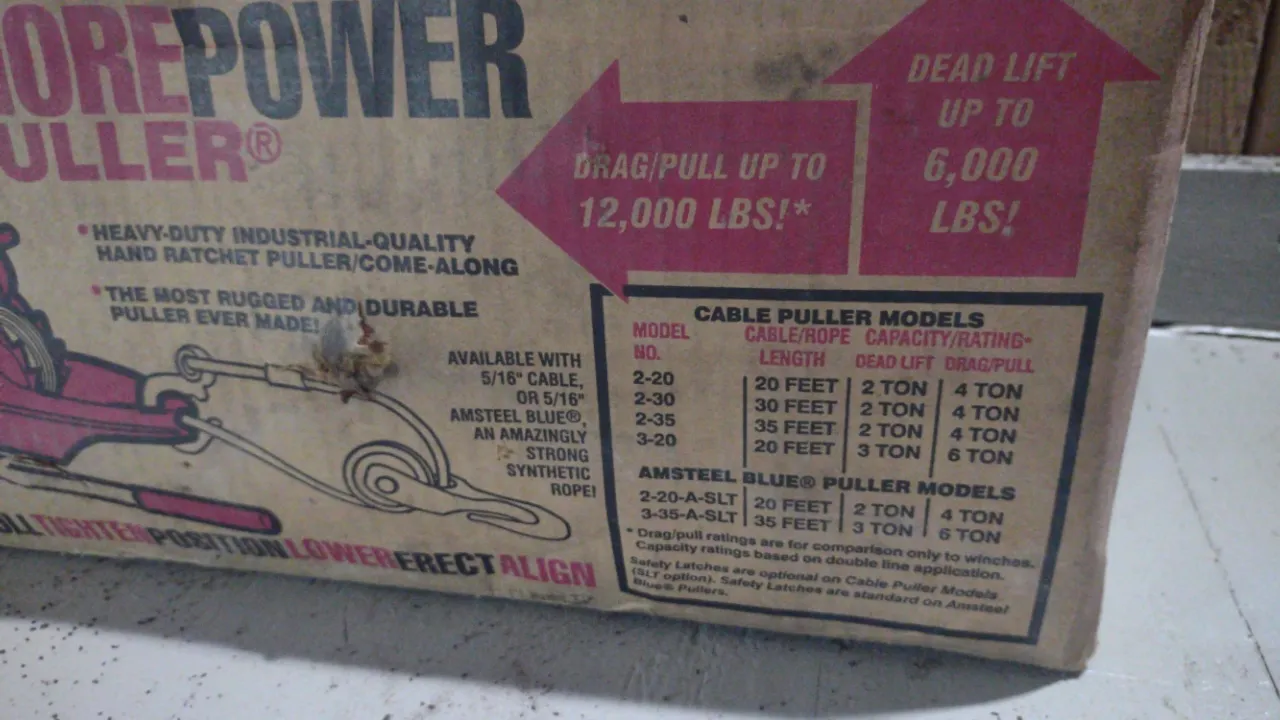 OREPOWER
ULLER®
DRAG/PULL UP TO
12,000 LBS!*
DEAD LIFT
UP TO
6,000
LBS!
*HEAVY-DUTY INDUSTRIAL-QUALITY
HAND RATCHET PULLER/COME-ALONG
*THE MOST RUGGED AND DURABLE
PULLER EVER MADE!
AVAILABLE WITH
5/16" CABLE,
OR 5/16"
AMSTEEL BLUE®,
AN AMAZINGLY
STRONG
SYNTHETIC
ROPE!
TIGHTENPOSITIONLOWERERECTALIGN
CABLE PULLER MODELS
MODEL NO. CABLE/ROPE LENGTH CAPACITY/RATING*
DEAD LIFT DRAG/PULL
2-20 20 FEET 2 TON 4 TON
2-30 30 FEET 2 TON 4 TON
2-35 35 FEET 2 TON 4 TON
3-20 20 FEET 3 TON 6 TON
AMSTEEL BLUE® PULLER MODELS
2-20-A-SLT 20 FEET 2 TON 4 TON
3-35-A-SLT 35 FEET 3 TON 6 TON
* Drag/pull ratings are for comparison only to winches.
Capacity ratings based on double line application.
Safety Latches are optional on Cable Puller Models
(SLT option). Safety Latches are standard on Amsteel
Blue® Pullers.